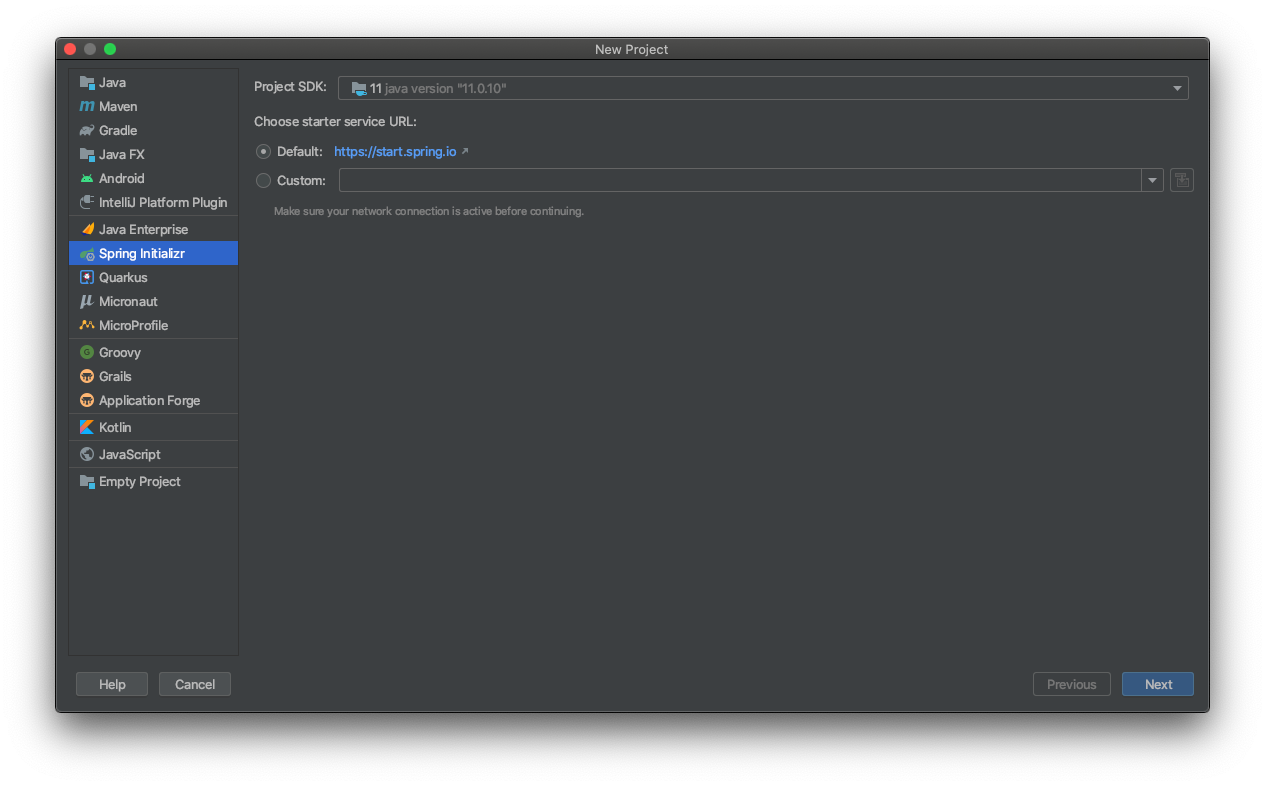 New Project
Java
Maven
Gradle
Java FX
Android
IntelliJ Platform Plugin
Java Enterprise
Spring Initializr
Quarkus
Micronaut
MicroProfile
Groovy
Grails
Application Forge
Kotlin
JavaScript
Empty Project
Project SDK: 11 java version "11.0.10"
Choose starter service URL:
Default: https://start.spring.io
Custom:
Make sure your network connection is active before continuing.
Help Cancel Previous Next